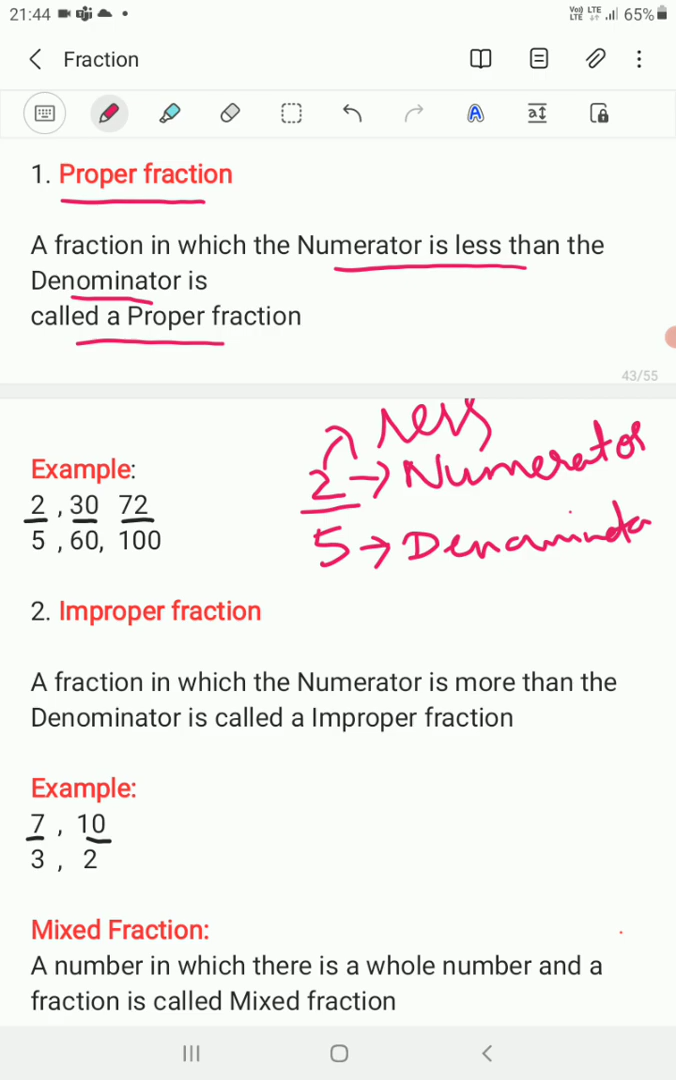 21:44
Vo) LTE
LTE
65%
Fraction
1. Proper fraction
A fraction in which the Numerator is less than the
Denominator is
called a Proper fraction
43/55
less
2 → Numerator
5 → Denominator
Example:
2 , 30 72
5 , 60, 100
2. Improper fraction
A fraction in which the Numerator is more than the
Denominator is called a Improper fraction
Example:
7 , 10
3 , 2
Mixed Fraction:
A number in which there is a whole number and a
fraction is called Mixed fraction